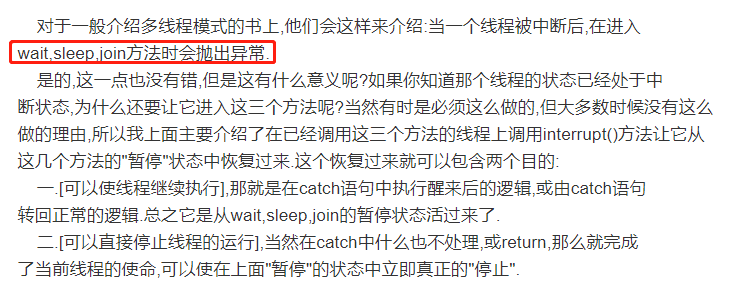 对于一般介绍多线程模式的书上,他们会这样来介绍:当一个线程被中断后,在进入
wait,sleep,join方法时会抛出异常.
是的,这一点也没有错,但是这有什么意义呢?如果你知道那个线程的状态已经处于中
断状态,为什么还要让它进入这三个方法呢?当然有时是必须这么做的,但大多数时候没有这么
做的理由,所以我上面主要介绍了在已经调用这三个方法的线程上调用interrupt()方法让它从
这几个方法的"暂停"状态中恢复过来.这个恢复过来就可以包含两个目的:
一.[可以使线程继续执行],那就是在catch语句中执行醒来后的逻辑,或由catch语句
转回正常的逻辑.总之它是从wait,sleep,join的暂停状态活过来了.
二.[可以直接停止线程的运行],当然在catch中什么也不处理,或return,那么就完成
了当前线程的使命,可以使在上面"暂停"的状态中立即真正的"停止".